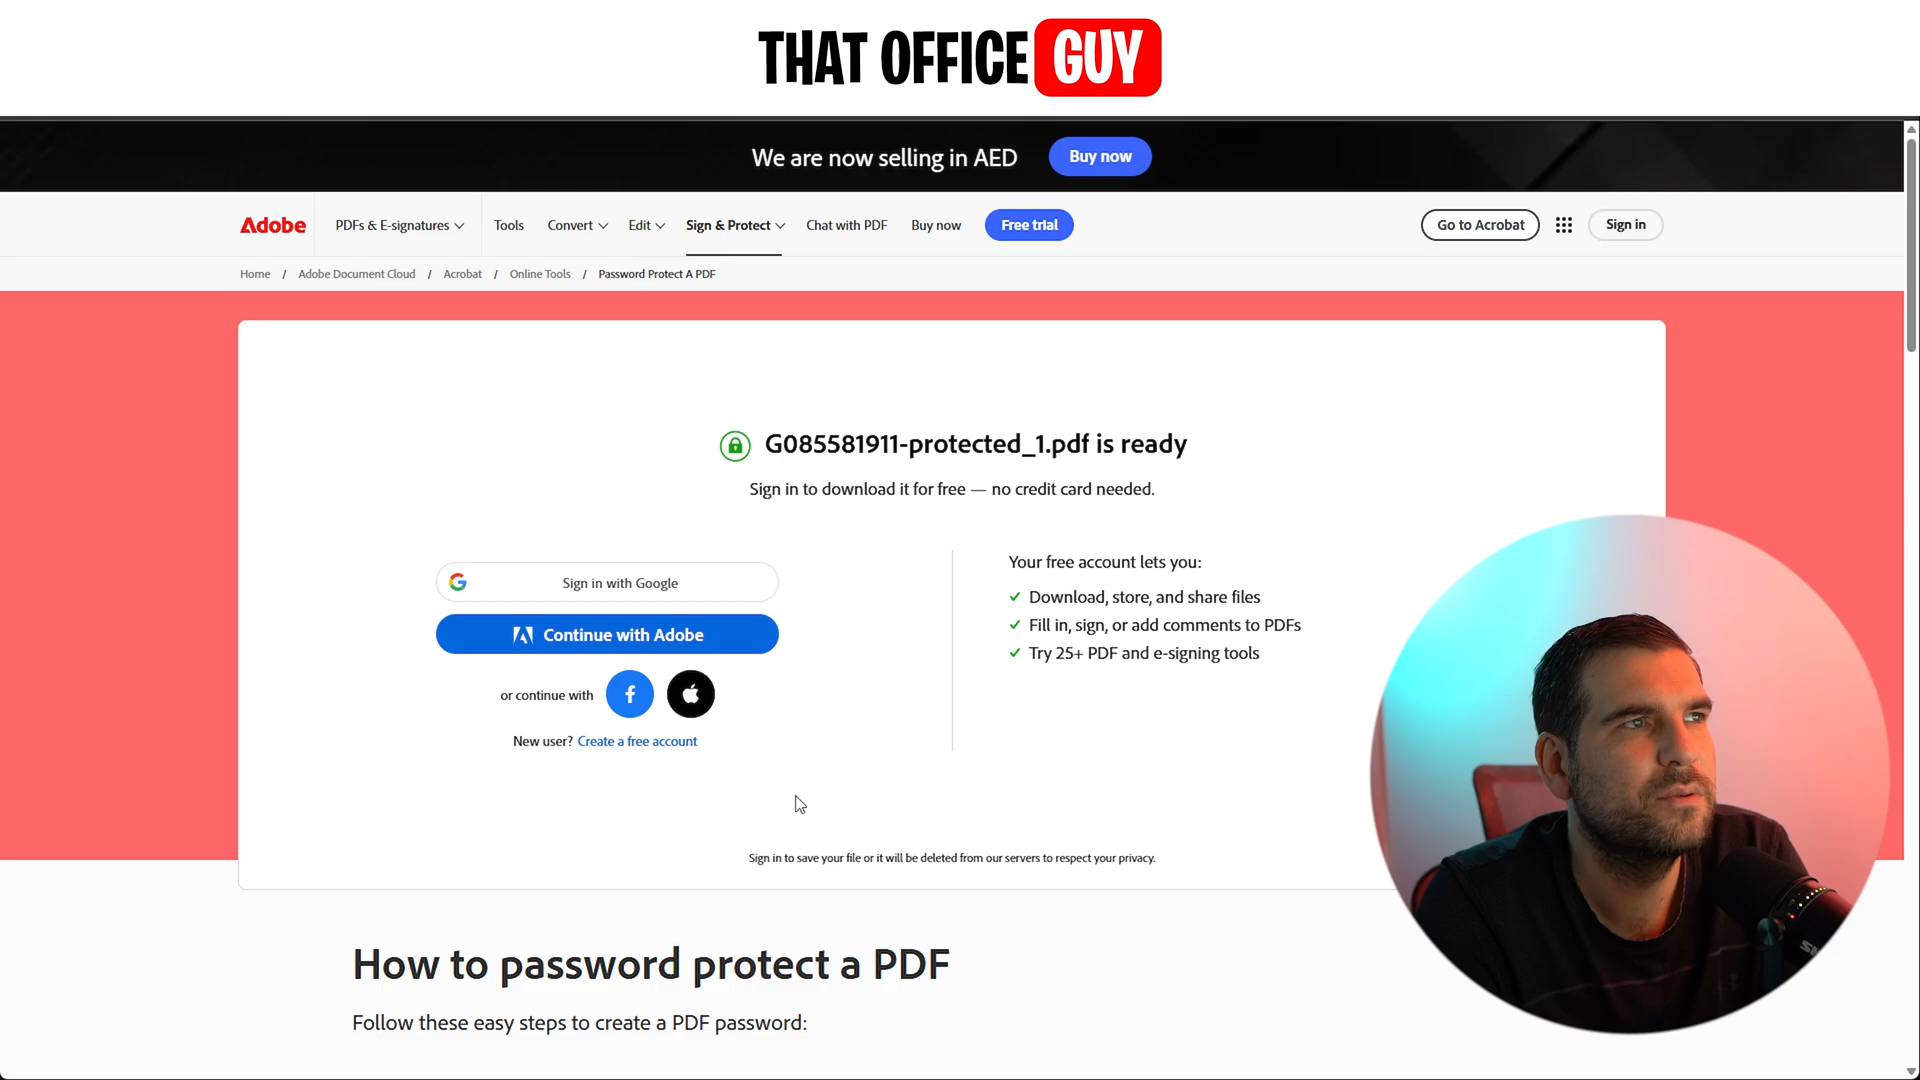 THAT OFFICE GUY
We are now selling in AED
Buy now
Adobe
PDFs & E-signatures
Tools
Convert
Edit
Sign & Protect
Chat with PDF
Buy now
Free trial
Go to Acrobat
Sign in
Home / Adobe Document Cloud / Acrobat / Online Tools / Password Protect A PDF
G085581911-protected_1.pdf is ready
Sign in to download it for free — no credit card needed.
Sign in with Google
Continue with Adobe
or continue with
New user? Create a free account
Your free account lets you:
Download, store, and share files
Fill in, sign, or add comments to PDFs
Try 25+ PDF and e-signing tools
Sign in to save your file or it will be deleted from our servers to respect your privacy.
How to password protect a PDF
Follow these easy steps to create a PDF password: